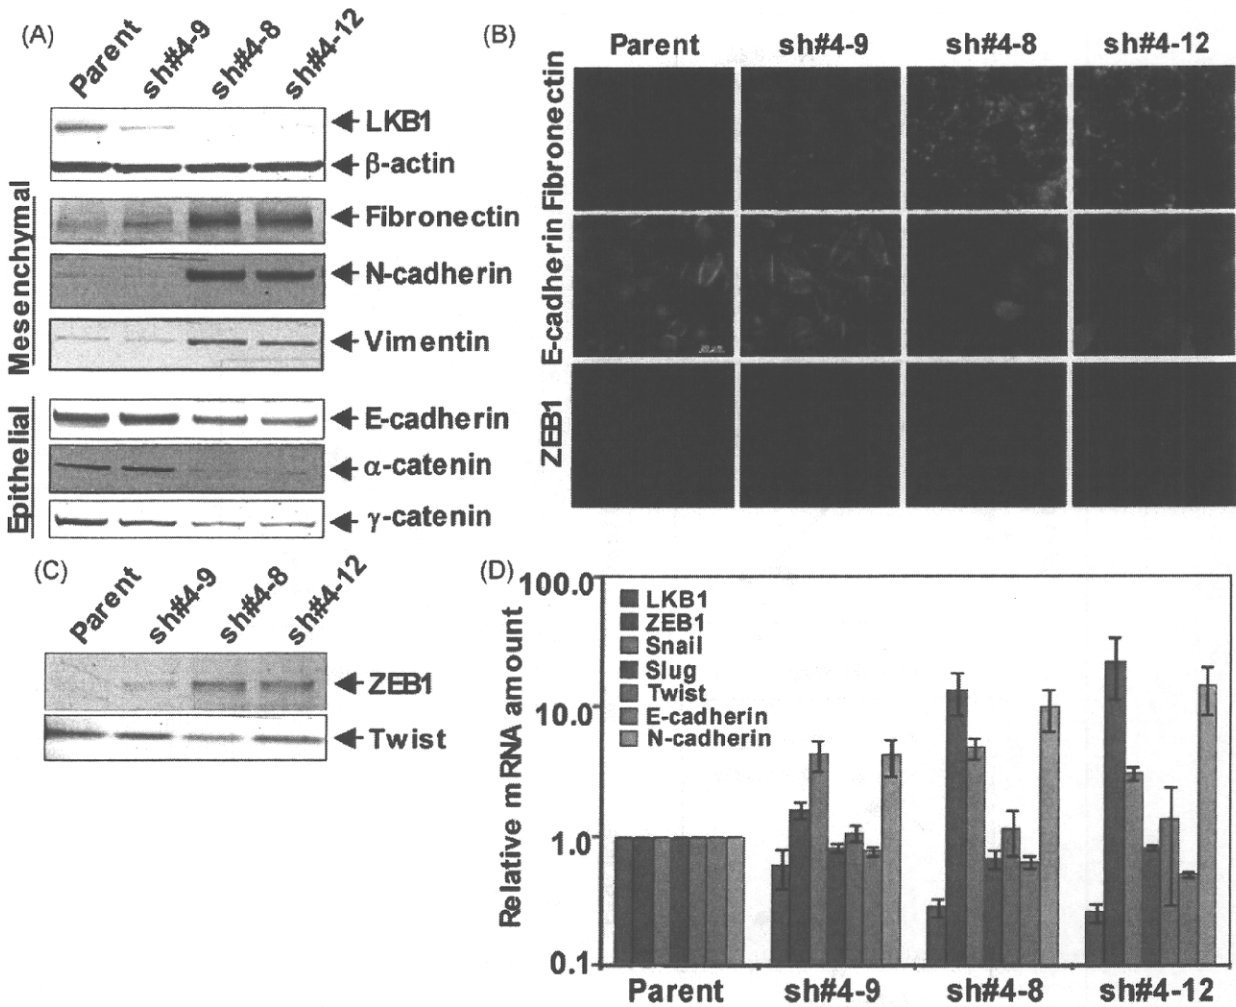 (A)
Parent sh#4-9 sh#4-8 sh#4-12
LKB1
β-actin
Mesenchymal
Fibronectin
N-cadherin
Vimentin
Epithelial
E-cadherin
α-catenin
γ-catenin
(B)
Parent sh#4-9 sh#4-8 sh#4-12
Fibronectin
E-cadherin
ZEB1
(C)
Parent sh#4-9 sh#4-8 sh#4-12
ZEB1
Twist
(D)
Relative mRNA amount
100.0
10.0
1.0
0.1
LKB1
ZEB1
Snail
Slug
Twist
E-cadherin
N-cadherin
Parent sh#4-9 sh#4-8 sh#4-12